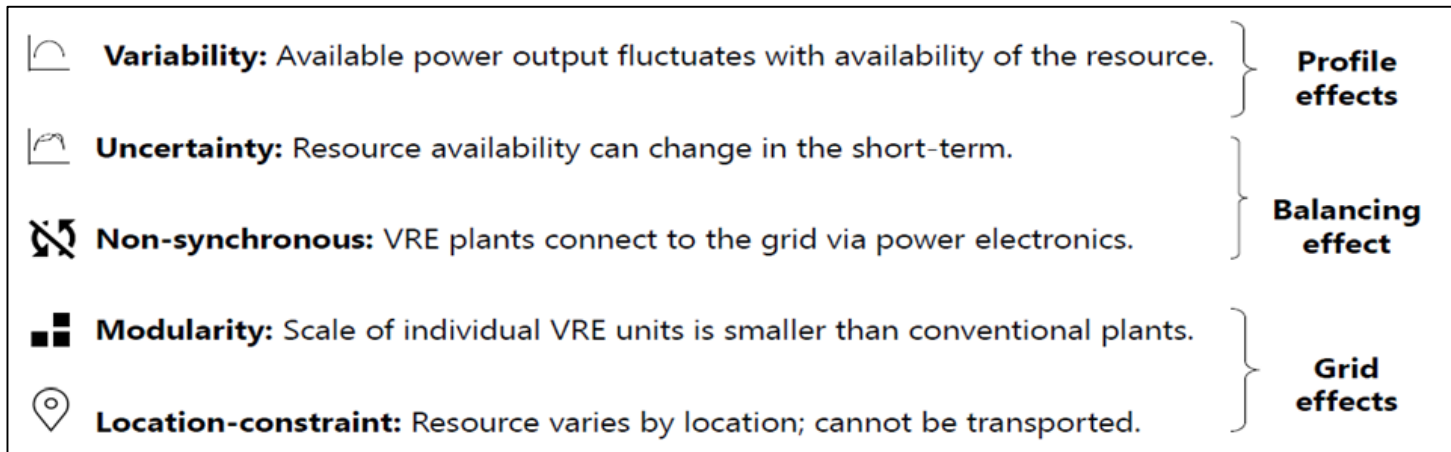 Variability: Available power output fluctuates with availability of the resource.
Profile
effects
Uncertainty: Resource availability can change in the short-term.
Non-synchronous: VRE plants connect to the grid via power electronics.
Balancing
effect
Modularity: Scale of individual VRE units is smaller than conventional plants.
Location-constraint: Resource varies by location; cannot be transported.
Grid
effects